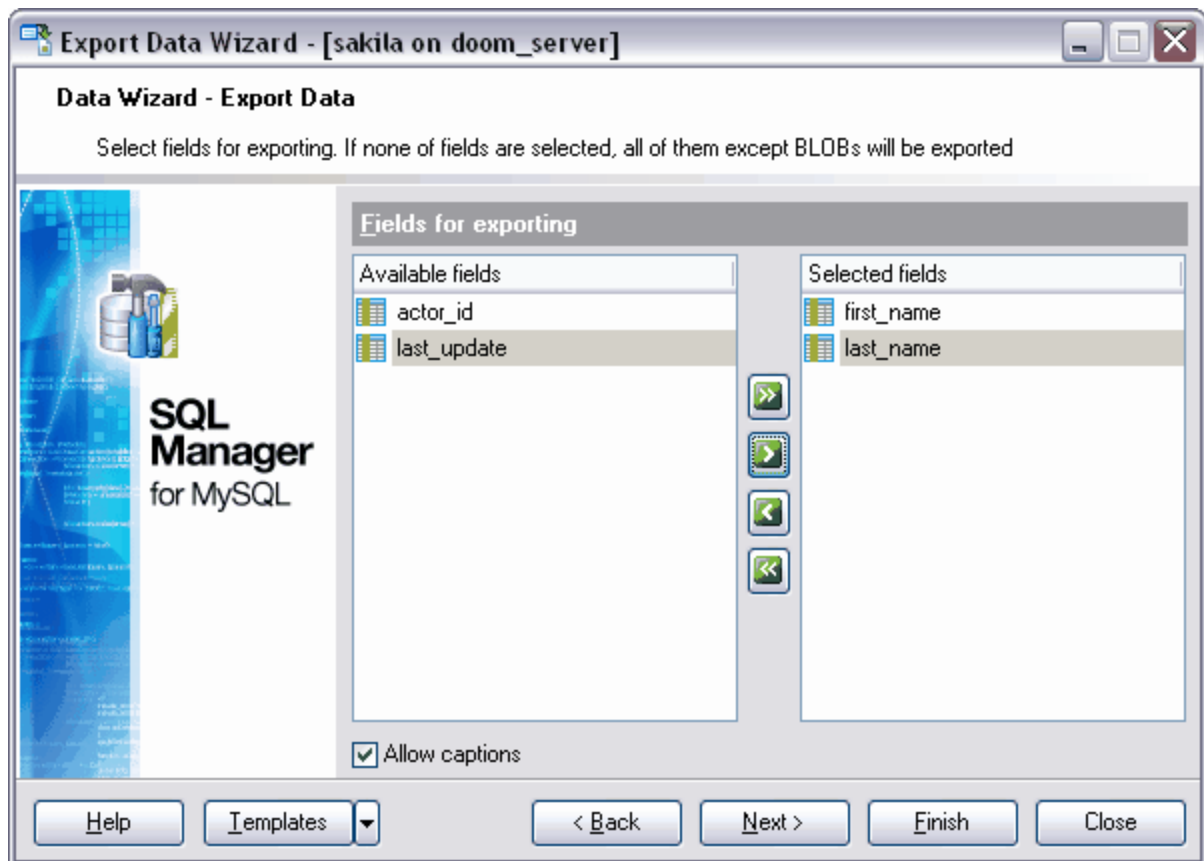 Export Data Wizard - [sakila on doom_server]
Data Wizard - Export Data
Select fields for exporting. If none of fields are selected, all of them except BLOBs will be exported
SQL
Manager
for MySQL
Fields for exporting
Available fields
actor_id
last_update
Selected fields
first_name
last_name
Allow captions
Help
Templates
< Back
Next >
Finish
Close